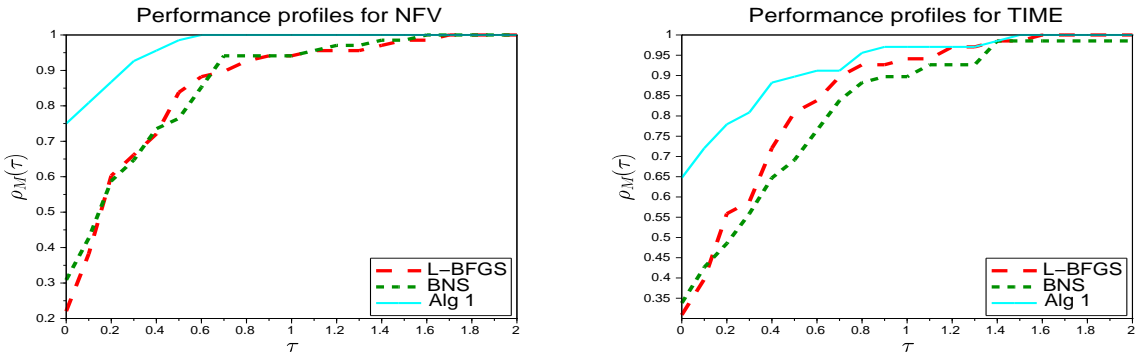 Performance profiles for NFV
1
0.9
0.8
0.7
0.6
0.5
0.4
0.3
0.2
ρ_M(τ)
0 0.2 0.4 0.6 0.8 1 1.2 1.4 1.6 1.8 2
τ
L−BFGS
BNS
Alg 1
Performance profiles for TIME
1
0.95
0.9
0.85
0.8
0.75
0.7
0.65
0.6
0.55
0.5
0.45
0.4
0.35
ρ_M(τ)
0 0.2 0.4 0.6 0.8 1 1.2 1.4 1.6 1.8 2
τ
L−BFGS
BNS
Alg 1